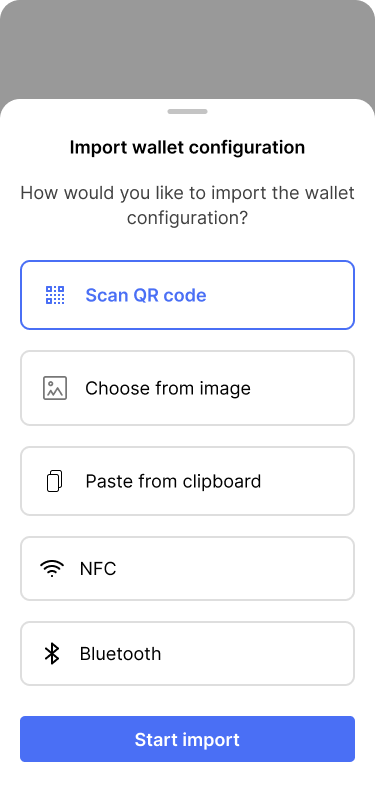 Import wallet configuration
How would you like to import the wallet
configuration?
Scan QR code
Choose from image
Paste from clipboard
NFC
Bluetooth
Start import